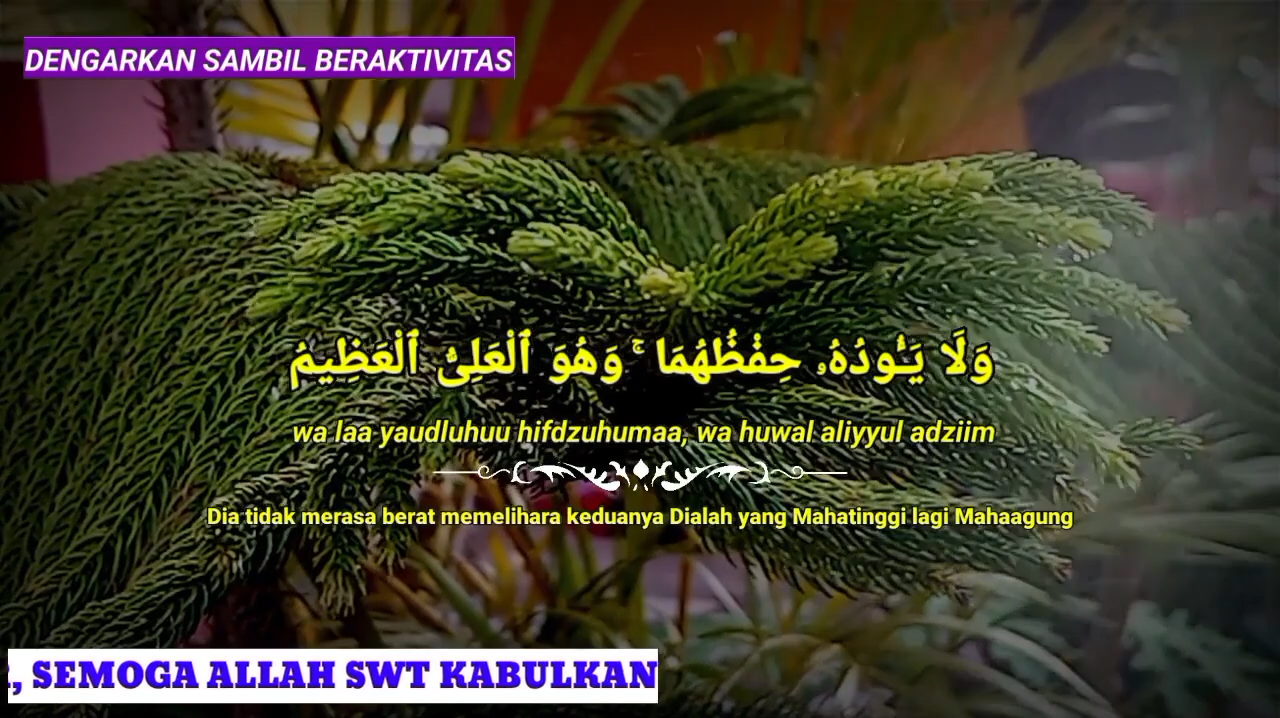 DENGARKAN SAMBIL BERAKTIVITAS
وَلَا يَـُٔودُهُۥ حِفْظُهُمَا ۚ وَهُوَ ٱلْعَلِىُّ ٱلْعَظِيمُ
wa laa yaudluhuu hifdzuhumaa, wa huwal aliyyul adziim
Dia tidak merasa berat memelihara keduanya Dialah yang Mahatinggi lagi Mahaagung
, SEMOGA ALLAH SWT KABULKAN